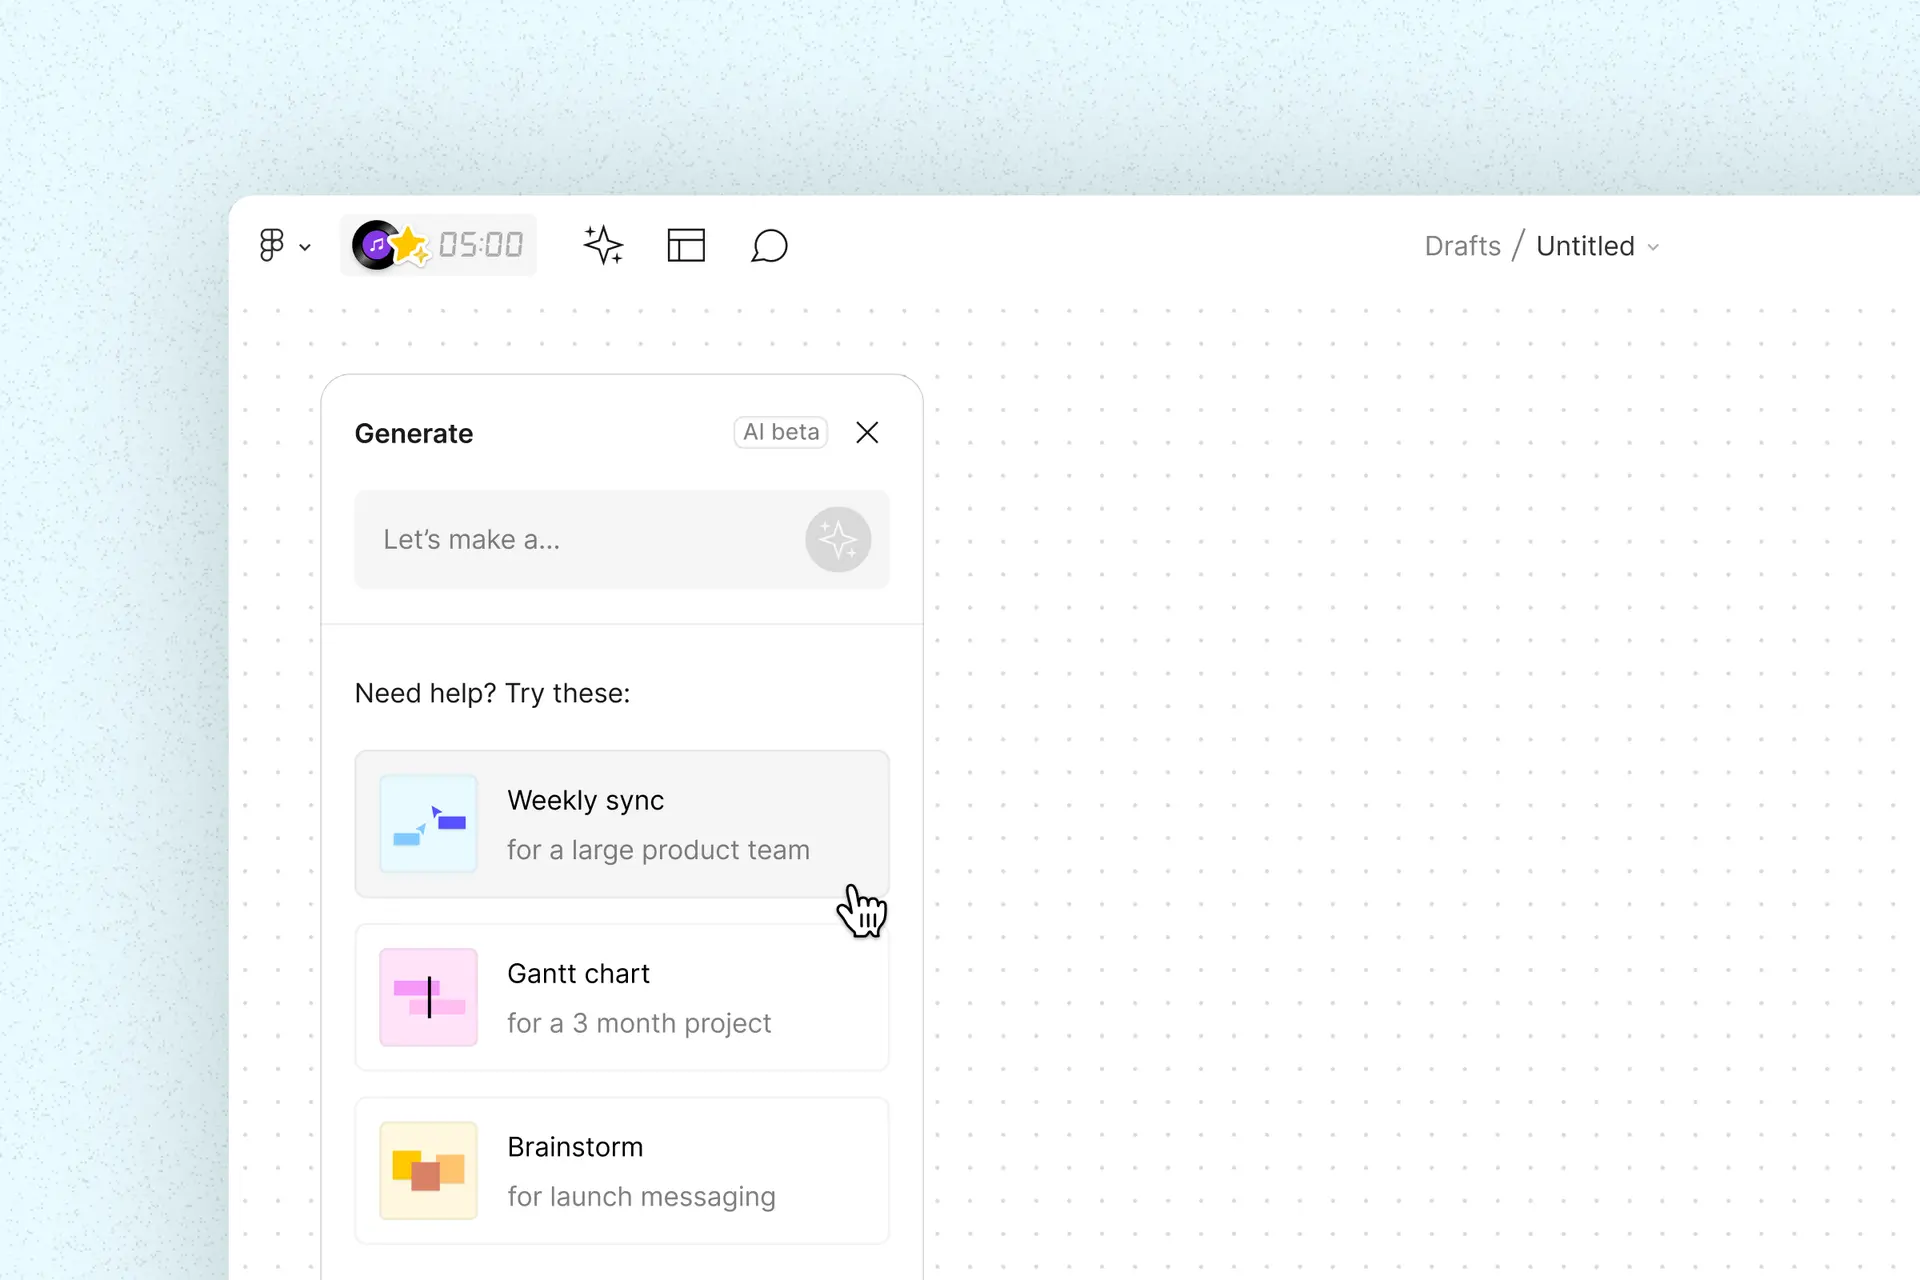 05:00
Drafts / Untitled
Generate
AI beta
Let’s make a...
Need help? Try these:
Weekly sync
for a large product team
Gantt chart
for a 3 month project
Brainstorm
for launch messaging